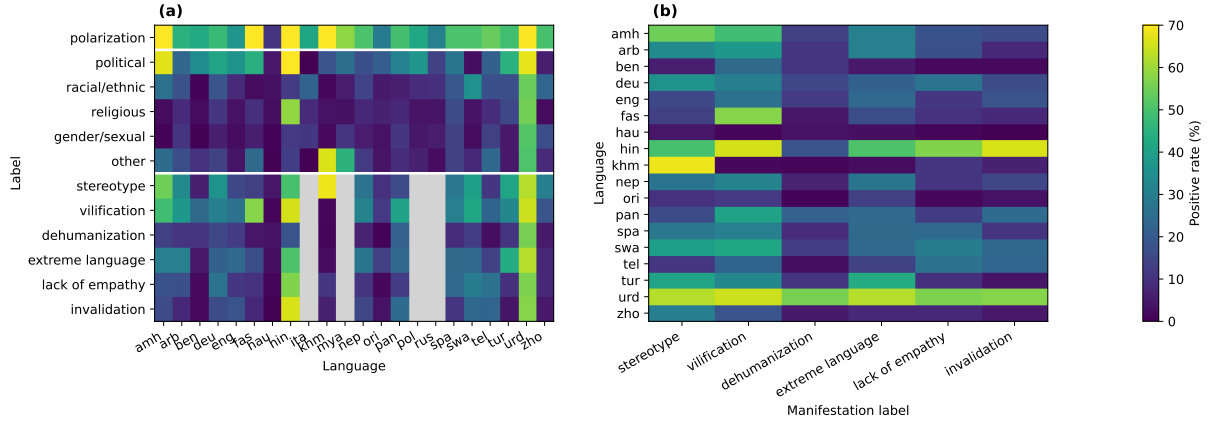 (a)
polarization
political
racial/ethnic
religious
gender/sexual
other
stereotype
vilification
dehumanization
extreme language
lack of empathy
invalidation
Label
amh arb ben deu eng fas hau hin ita khm mya nep ori pan pol rus spa swa tel tur urd zho
Language
(b)
amh
arb
ben
deu
eng
fas
hau
hin
khm
nep
ori
pan
spa
swa
tel
tur
urd
zho
Language
stereotype vilification dehumanization extreme language lack of empathy invalidation
Manifestation label
70
60
50
40
30
20
10
0
Positive rate (%)